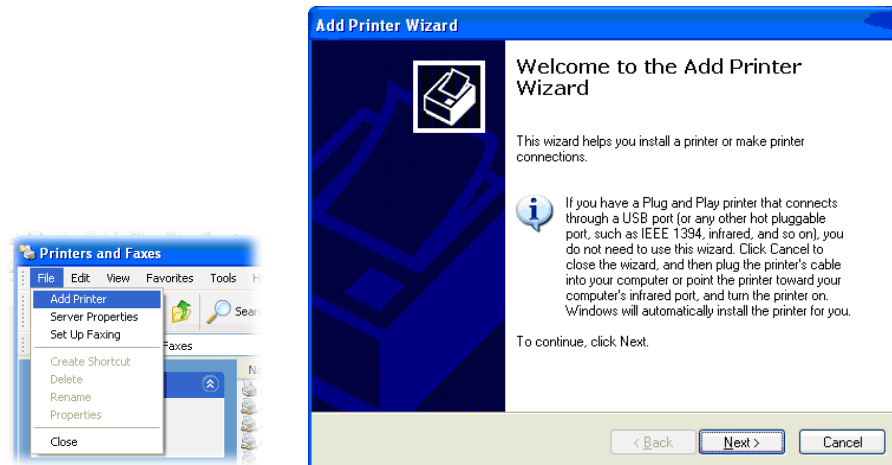 Printers and Faxes
File Edit View Favorites Tools
Add Printer
Server Properties
Set Up Faxing
Faxes
Create Shortcut
Delete
Rename
Properties
Close
Add Printer Wizard
Welcome to the Add Printer
Wizard
This wizard helps you install a printer or make printer
connections.
If you have a Plug and Play printer that connects
through a USB port (or any other hot pluggable
port, such as IEEE 1394, infrared, and so on), you
do not need to use this wizard. Click Cancel to
close the wizard, and then plug the printer's cable
into your computer or point the printer toward your
computer's infrared port, and turn the printer on.
Windows will automatically install the printer for you.
To continue, click Next.
< Back Next > Cancel